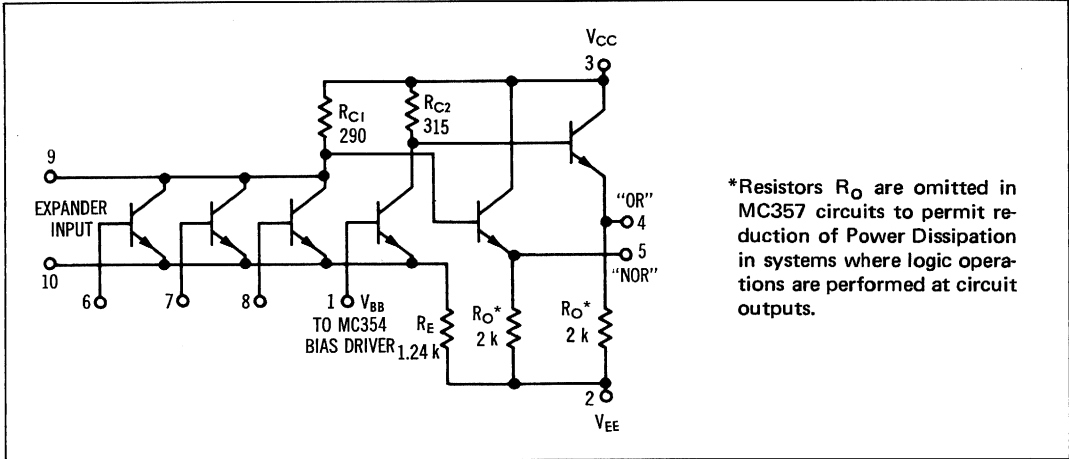 VCC
3
RC1
290
RC2
315
9
EXPANDER
INPUT
10
6
7
8
1
VBB
TO MC354
BIAS DRIVER
RE
1.24 k
RO*
2 k
RO*
2 k
"OR"
4
5
"NOR"
2
VEE
*Resistors RO are omitted in
MC357 circuits to permit re-
duction of Power Dissipation
in systems where logic opera-
tions are performed at circuit
outputs.